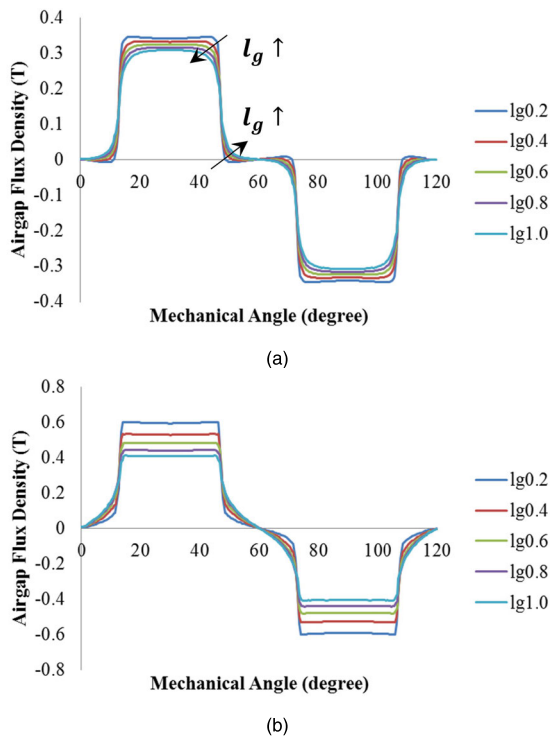 0.4
0.3
0.2
0.1
0
-0.1
-0.2
-0.3
-0.4
0 20 40 60 80 100 120
Airgap Flux Density (T)
Mechanical Angle (degree)
l_g ↑
l_g ↑
lg0.2
lg0.4
lg0.6
lg0.8
lg1.0
(a)
0.8
0.6
0.4
0.2
0
-0.2
-0.4
-0.6
-0.8
0 20 40 60 80 100 120
Airgap Flux Density (T)
Mechanical Angle (degree)
lg0.2
lg0.4
lg0.6
lg0.8
lg1.0
(b)